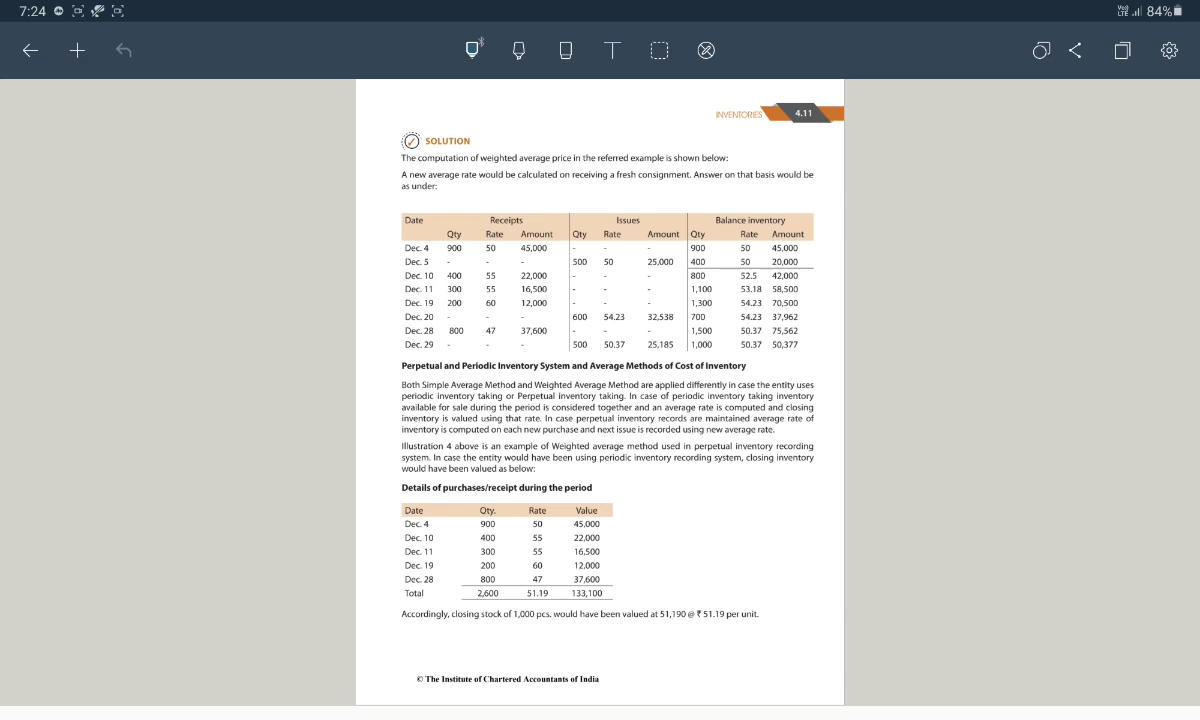 7:24
Vo)) LTE 84%
INVENTORIES 4.11
SOLUTION
The computation of weighted average price in the referred example is shown below:
A new average rate would be calculated on receiving a fresh consignment. Answer on that basis would be
as under:
Date Receipts Issues Balance inventory
Qty Rate Amount Qty Rate Amount Qty Rate Amount
Dec. 4 900 50 45,000 - - - 900 50 45,000
Dec. 5 - - - 500 50 25,000 400 50 20,000
Dec. 10 400 55 22,000 - - - 800 52.5 42,000
Dec. 11 300 55 16,500 - - - 1,100 53.18 58,500
Dec. 19 200 60 12,000 - - - 1,300 54.23 70,500
Dec. 20 - - - 600 54.23 32,538 700 54.23 37,962
Dec. 28 800 47 37,600 - - - 1,500 50.37 75,562
Dec. 29 - - - 500 50.37 25,185 1,000 50.37 50,377
Perpetual and Periodic Inventory System and Average Methods of Cost of Inventory
Both Simple Average Method and Weighted Average Method are applied differently in case the entity uses
periodic inventory taking or Perpetual inventory taking. In case of periodic inventory taking inventory
available for sale during the period is considered together and an average rate is computed and closing
inventory is valued using that rate. In case perpetual inventory records are maintained average rate of
inventory is computed on each new purchase and next issue is recorded using new average rate.
Illustration 4 above is an example of Weighted average method used in perpetual inventory recording
system. In case the entity would have been using periodic inventory recording system, closing inventory
would have been valued as below:
Details of purchases/receipt during the period
Date Qty. Rate Value
Dec. 4 900 50 45,000
Dec. 10 400 55 22,000
Dec. 11 300 55 16,500
Dec. 19 200 60 12,000
Dec. 28 800 47 37,600
Total 2,600 51.19 133,100
Accordingly, closing stock of 1,000 pcs. would have been valued at 51,190 @ ₹ 51.19 per unit.
© The Institute of Chartered Accountants of India